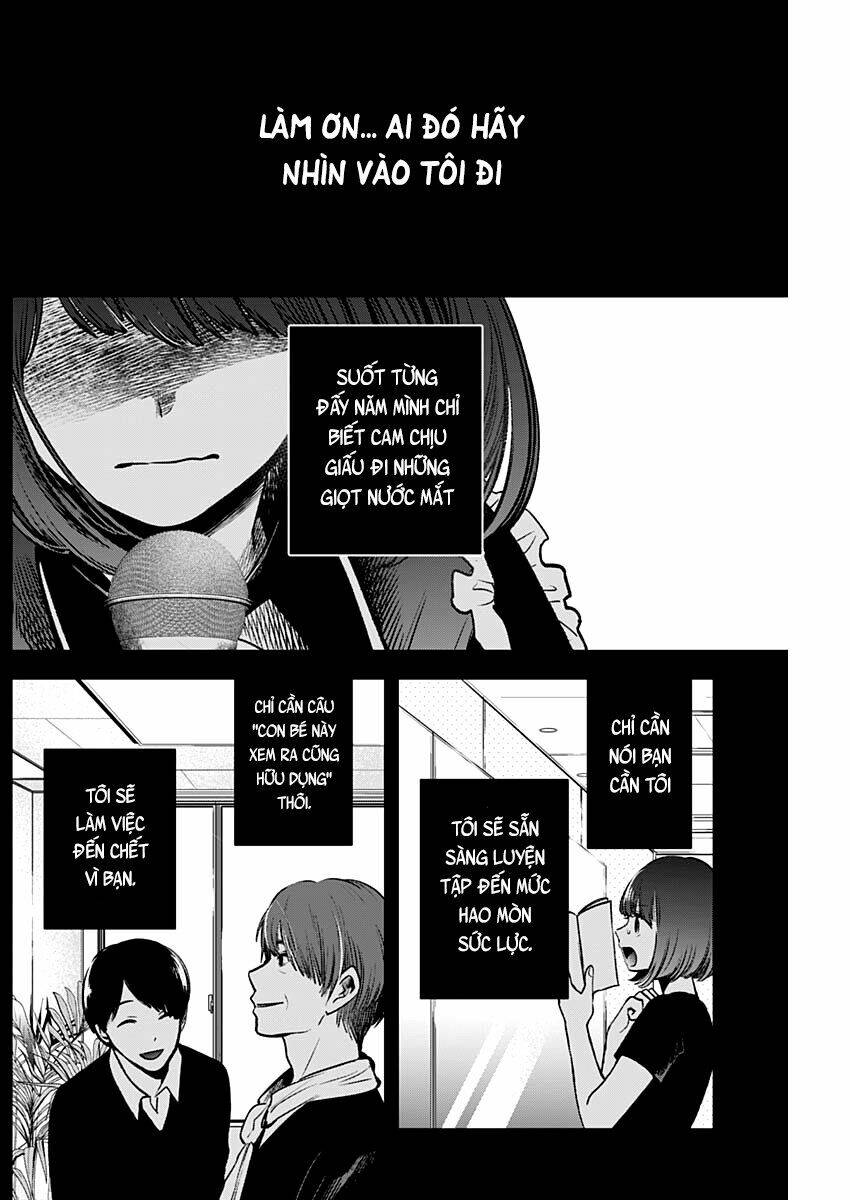 LÀM ƠN... AI ĐÓ HÃY
NHÌN VÀO TÔI ĐI
SUỐT TỪNG
ĐẤY NĂM MÌNH CHỈ
BIẾT CAM CHỊU
GIẤU ĐI NHỮNG
GIỌT NƯỚC MẮT
CHỈ CẦN
NÓI BẠN
CẦN TÔI
TÔI SẼ SẴN
SÀNG LUYỆN
TẬP ĐẾN MỨC
HAO MÒN
SỨC LỰC.
CHỈ CẦN CÂU
"CON BÉ NÀY
XEM RA CŨNG
HỮU DỤNG"
THÔI.
TÔI SẼ
LÀM VIỆC
ĐẾN CHẾT
VÌ BẠN.